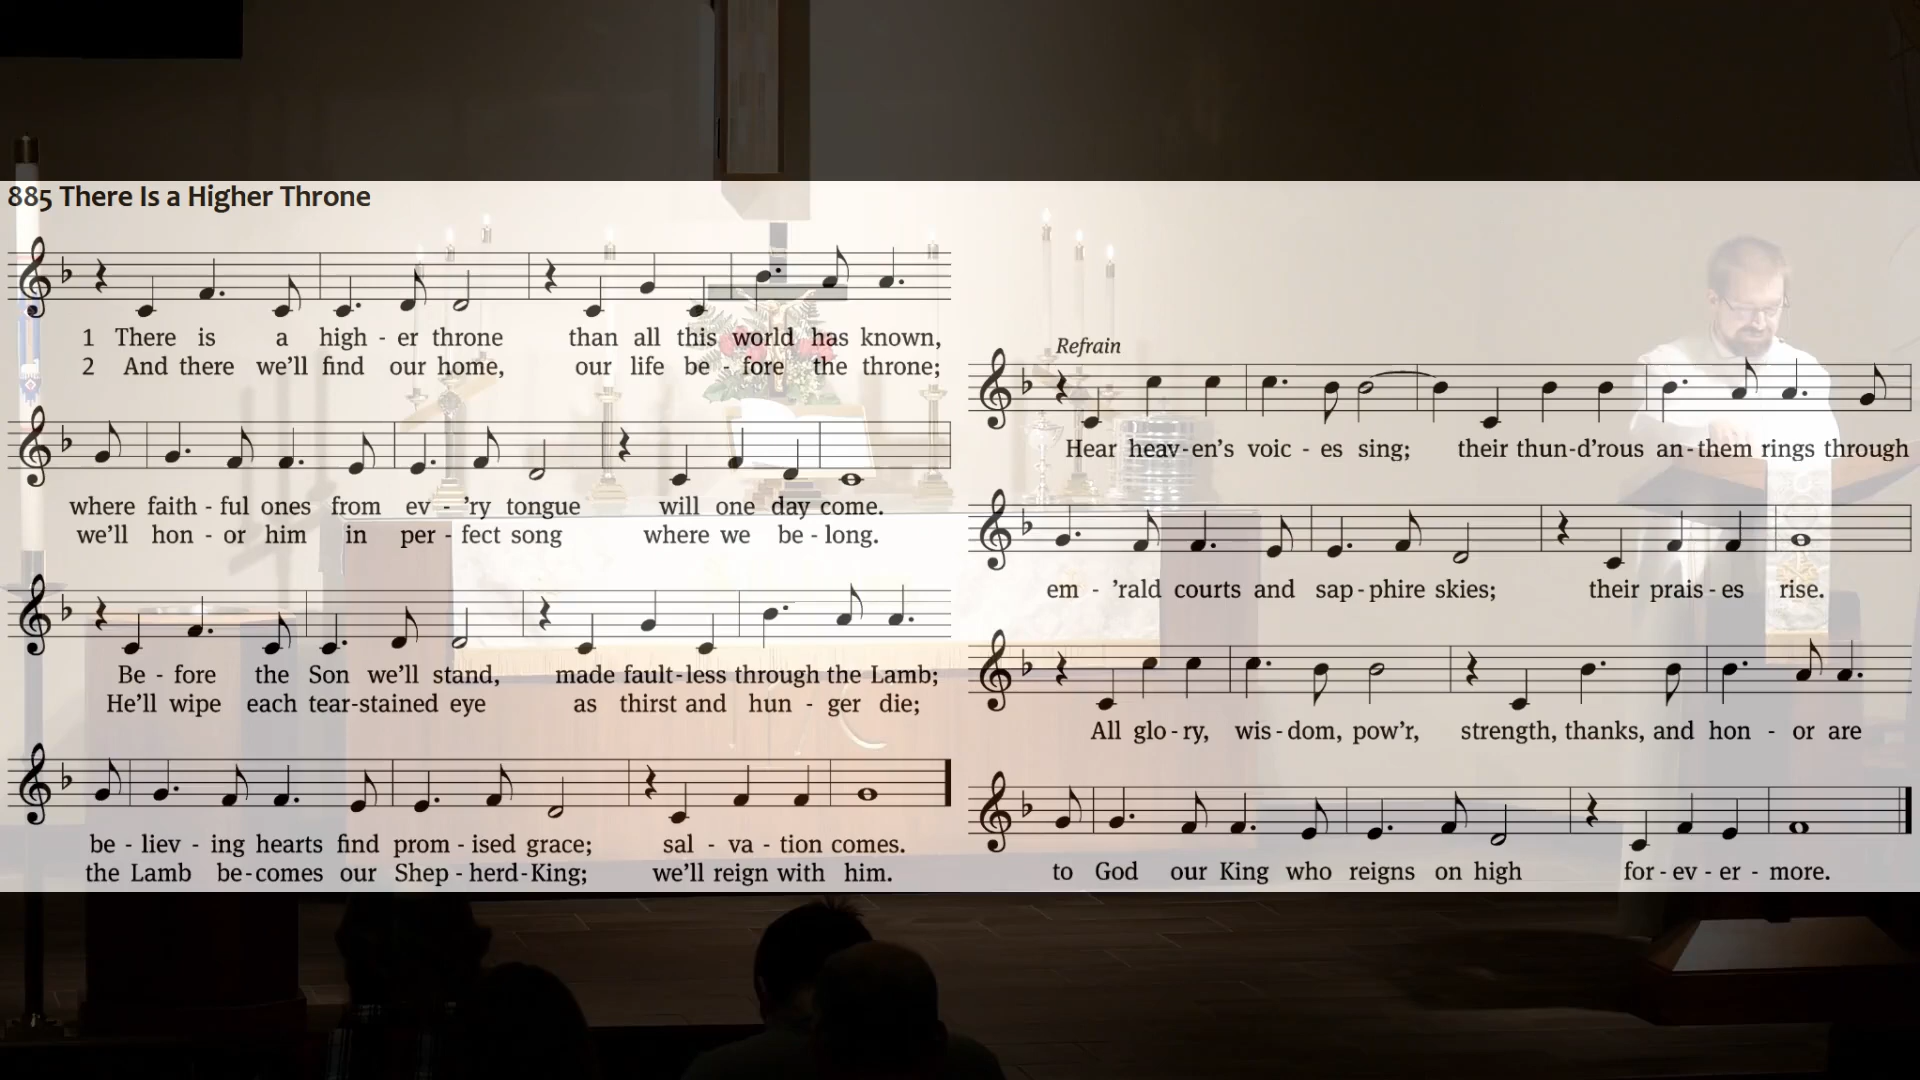 885 There Is a Higher Throne
1 There is a high - er throne than all this world has known,
2 And there we'll find our home, our life be - fore the throne;
where faith - ful ones from ev - 'ry tongue will one day come.
we'll hon - or him in per - fect song where we be - long.
Be - fore the Son we'll stand, made fault - less through the Lamb;
He'll wipe each tear-stained eye as thirst and hun - ger die;
be - liev - ing hearts find prom - ised grace; sal - va - tion comes.
the Lamb be-comes our Shep - herd-King; we'll reign with him.
Refrain
Hear heav-en's voic - es sing; their thun-d'rous an-them rings through
em - 'rald courts and sap - phire skies; their prais - es rise.
All glo - ry, wis - dom, pow'r, strength, thanks, and hon - or are
to God our King who reigns on high for - ev - er - more.